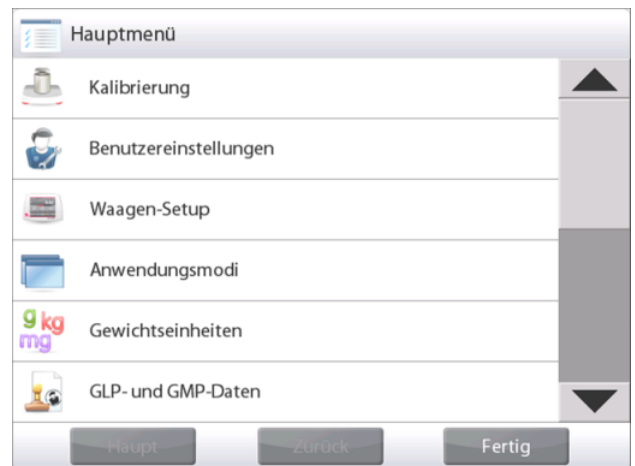 Hauptmenü
Kalibrierung
Benutzereinstellungen
Waagen-Setup
Anwendungsmodi
g kg
mg
Gewichtseinheiten
GLP- und GMP-Daten
Haupt
Zurück
Fertig